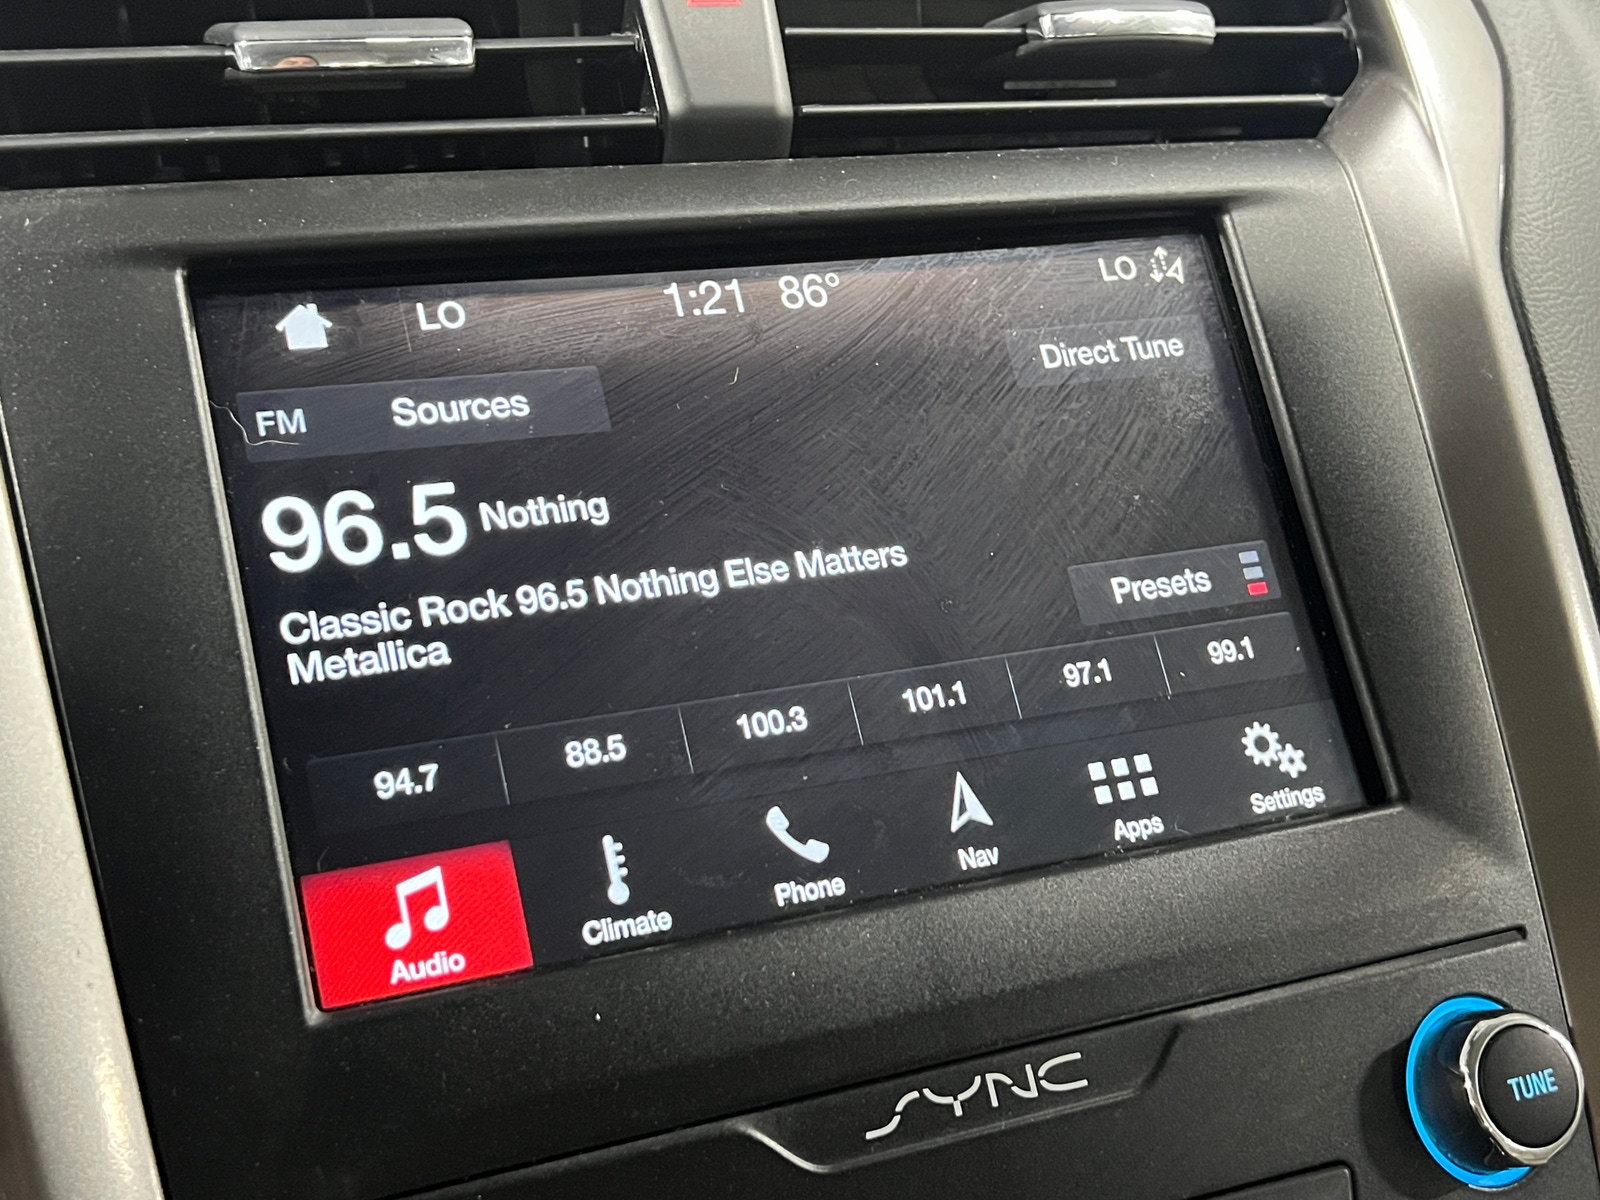 LO 1:21 86° LO
Direct Tune
FM Sources
96.5 Nothing
Classic Rock 96.5 Nothing Else Matters
Metallica
Presets
94.7 88.5 100.3 101.1 97.1 99.1
Audio Climate Phone Nav Apps Settings
SYNC
TUNE